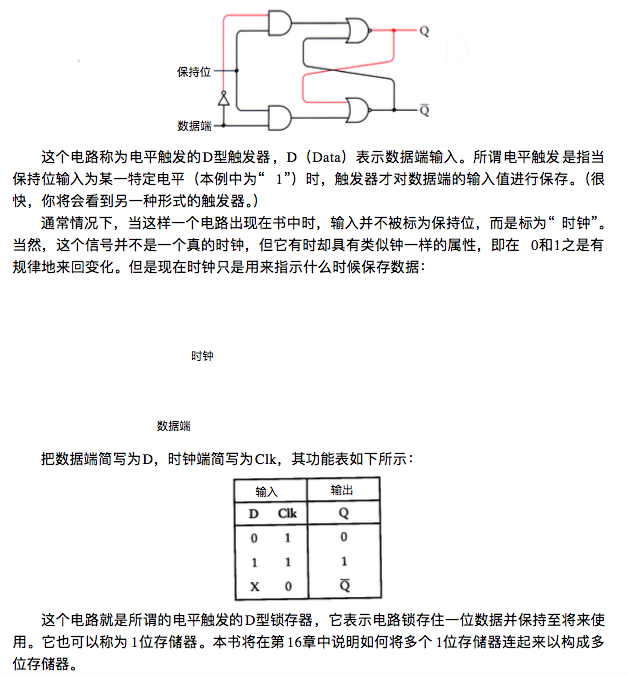 Q
保持位
数据端
Q̅
这个电路称为电平触发的D型触发器，D（Data）表示数据端输入。所谓电平触发是指当
保持位输入为某一特定电平（本例中为“ 1”）时，触发器才对数据端的输入值进行保存。（很
快，你将会看到另一种形式的触发器。）
通常情况下，当这样一个电路出现在书中时，输入并不被标为保持位，而是标为“ 时钟”。
当然，这个信号并不是一个真的时钟，但它有时却具有类似钟一样的属性，即在 0和1之是有
规律地来回变化。但是现在时钟只是用来指示什么时候保存数据：
时钟
数据端
把数据端简写为D，时钟端简写为Clk，其功能表如下所示：
输入 输出
D Clk Q
0 1 0
1 1 1
X 0 Q̅
这个电路就是所谓的电平触发的D型锁存器，它表示电路锁存住一位数据并保持至将来使
用。它也可以称为 1位存储器。本书将在第 16章中说明如何将多个 1位存储器连起来以构成多
位存储器。